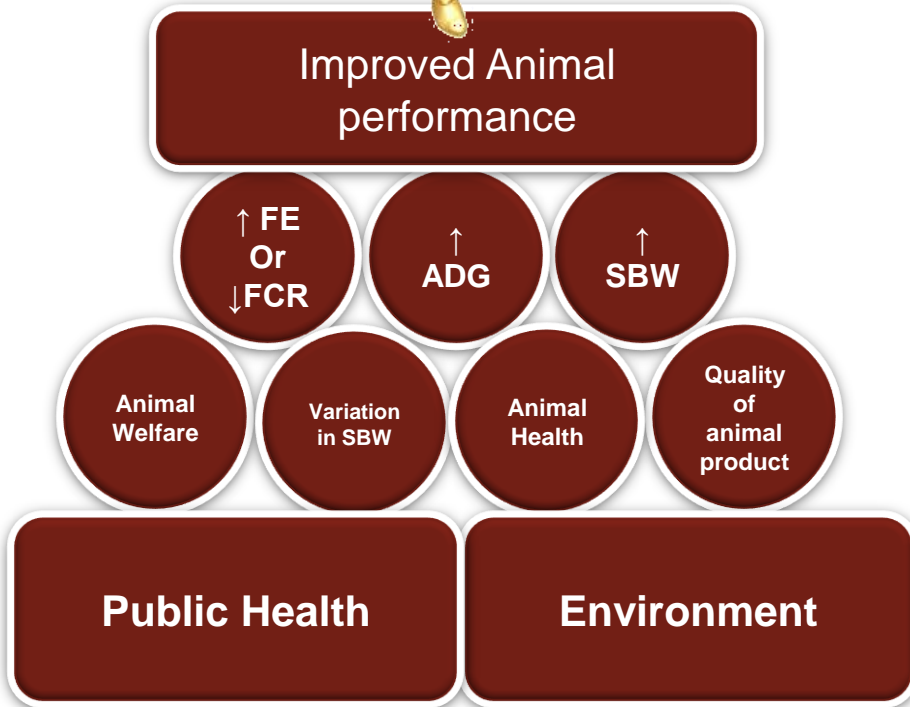 Improved Animal
performance
↑ FE
Or
↓FCR
↑
ADG
↑
SBW
Animal
Welfare
Variation
in SBW
Animal
Health
Quality
of
animal
product
Public Health
Environment